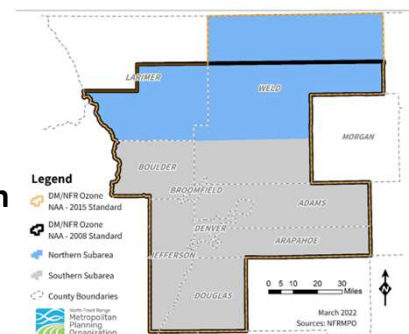 LARIMER
WELD
MORGAN
BOULDER
BROOMFIELD
ADAMS
DENVER
JEFFERSON
ARAPAHOE
DOUGLAS
n
Legend
DM/NFR Ozone
NAA - 2015 Standard
DM/NFR Ozone
NAA - 2008 Standard
Northern Subarea
Southern Subarea
County Boundaries
North Front Range
Metropolitan
Planning
Organization
0 5 10 20 30
Miles
N
March 2022
Sources: NFRMPO